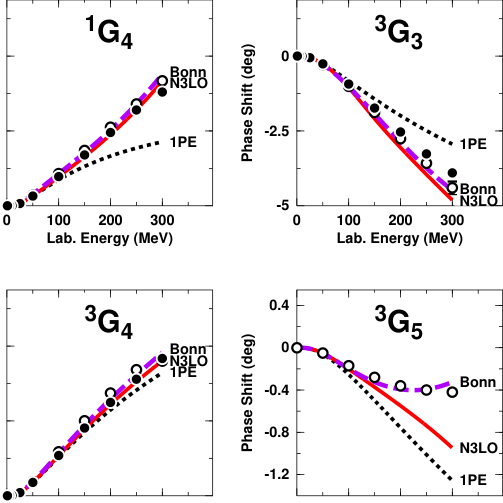 ¹G₄
Bonn
N3LO
1PE
0 100 200 300
Lab. Energy (MeV)
³G₃
Phase Shift (deg)
0
-2.5
-5
1PE
Bonn
N3LO
0 100 200 300
Lab. Energy (MeV)
³G₄
Bonn
N3LO
1PE
³G₅
Phase Shift (deg)
0.4
0
-0.4
-0.8
-1.2
Bonn
N3LO
1PE